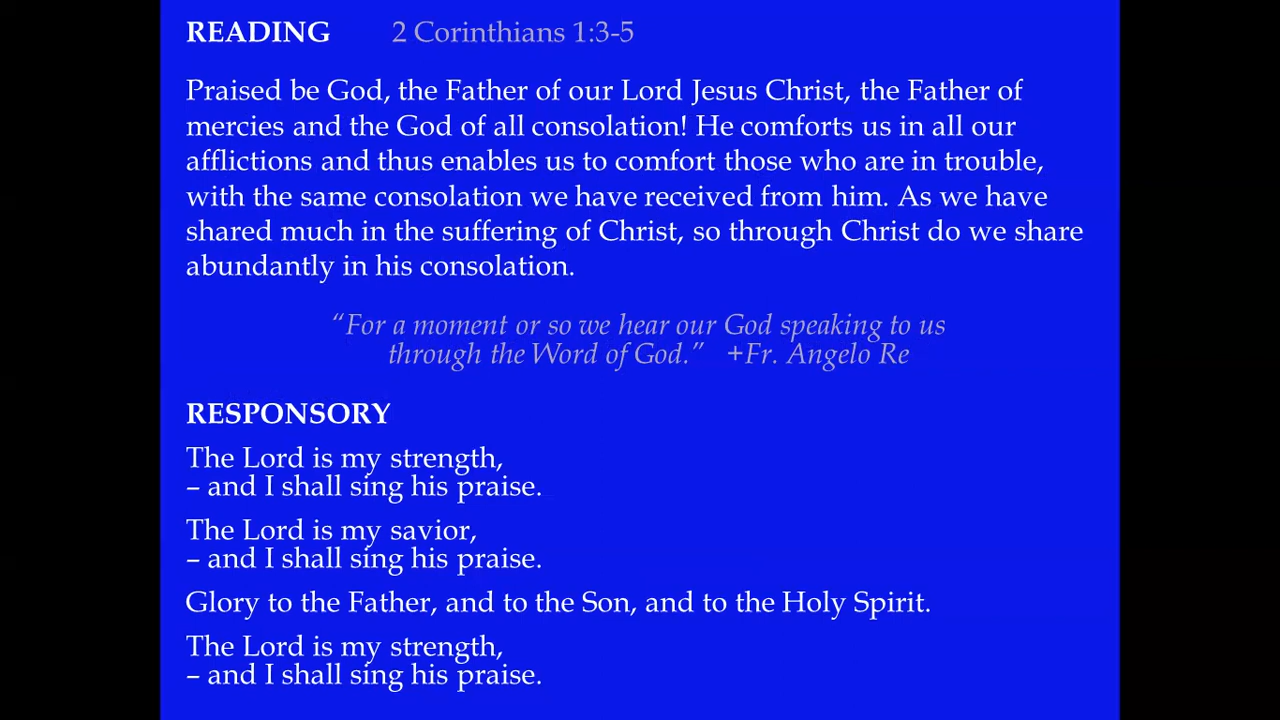 READING 2 Corinthians 1:3-5
Praised be God, the Father of our Lord Jesus Christ, the Father of
mercies and the God of all consolation! He comforts us in all our
afflictions and thus enables us to comfort those who are in trouble,
with the same consolation we have received from him. As we have
shared much in the suffering of Christ, so through Christ do we share
abundantly in his consolation.
“For a moment or so we hear our God speaking to us
through the Word of God.” +Fr. Angelo Re
RESPONSORY
The Lord is my strength,
– and I shall sing his praise.
The Lord is my savior,
– and I shall sing his praise.
Glory to the Father, and to the Son, and to the Holy Spirit.
The Lord is my strength,
– and I shall sing his praise.